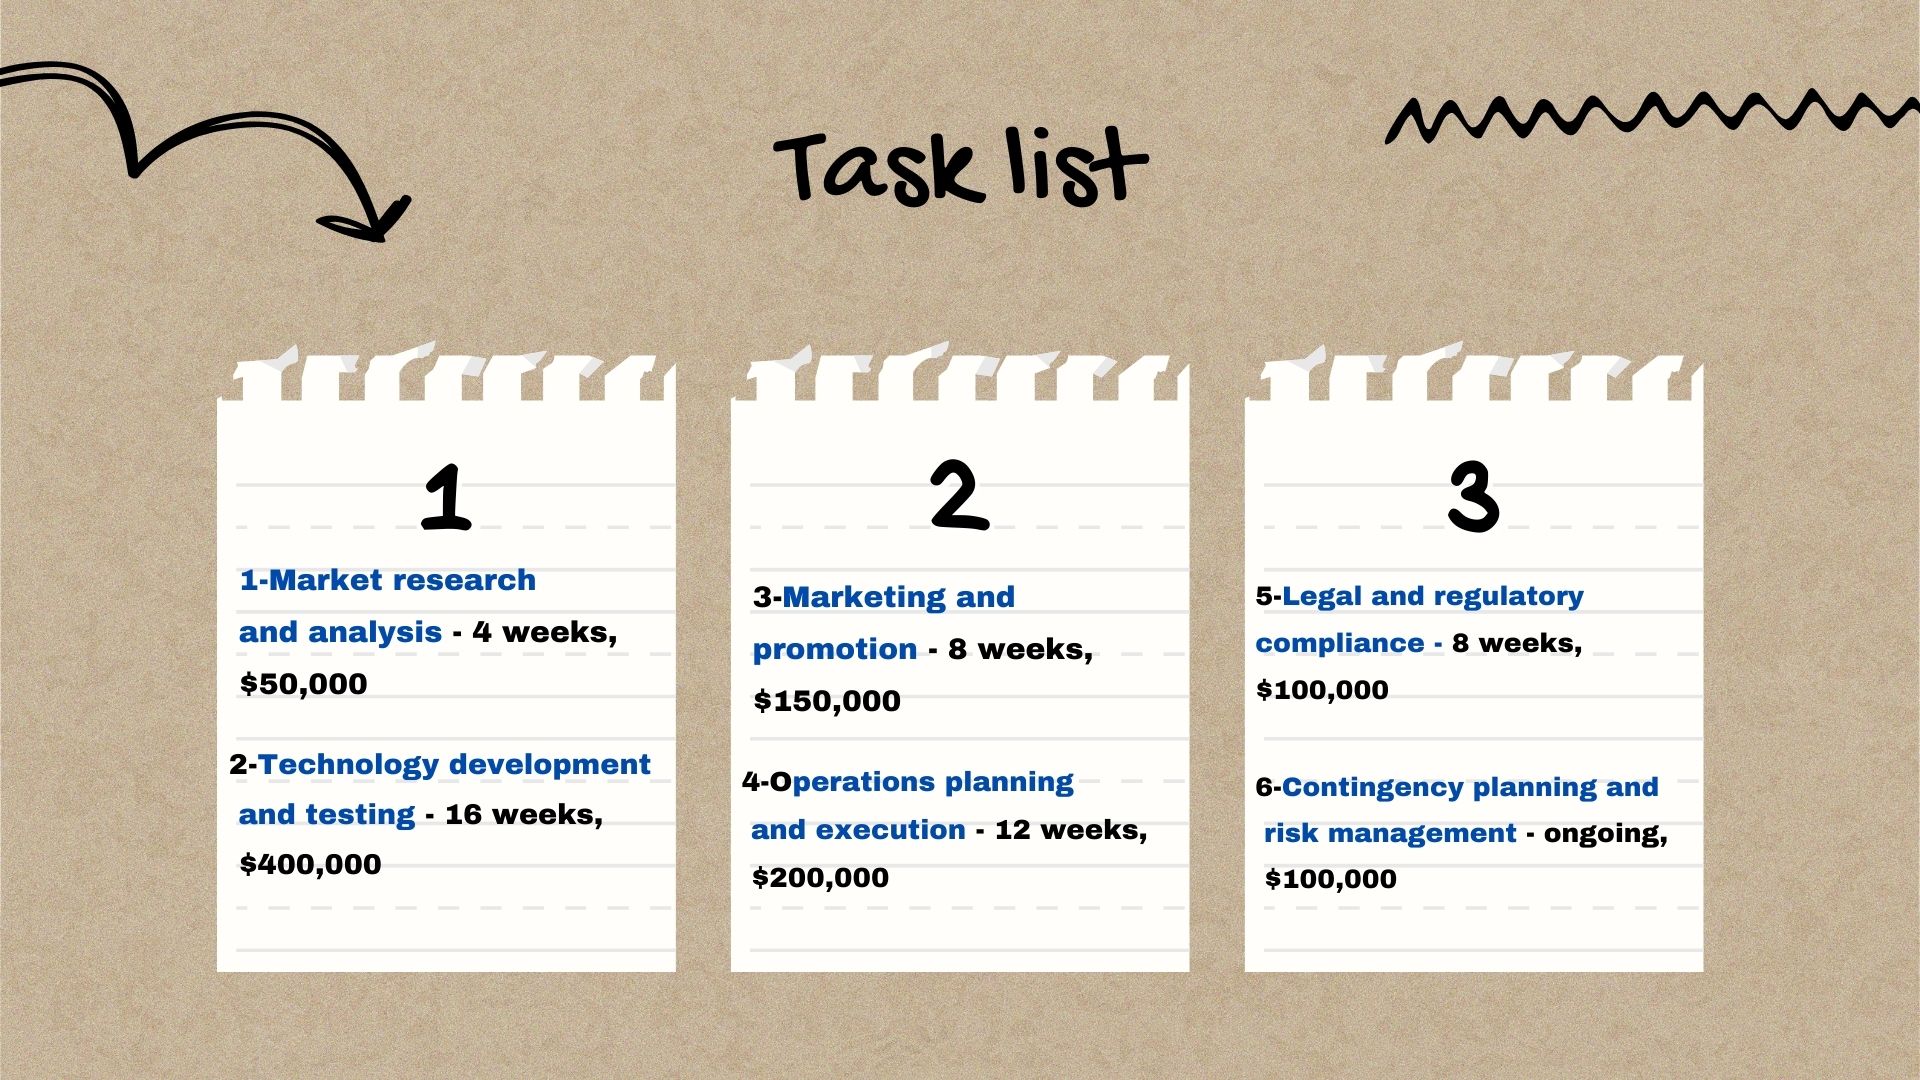 Task list
1
1-Market research
and analysis - 4 weeks,
$50,000
2-Technology development
and testing - 16 weeks,
$400,000
2
3-Marketing and
promotion - 8 weeks,
$150,000
4-Operations planning
and execution - 12 weeks,
$200,000
3
5-Legal and regulatory
compliance - 8 weeks,
$100,000
6-Contingency planning and
risk management - ongoing,
$100,000